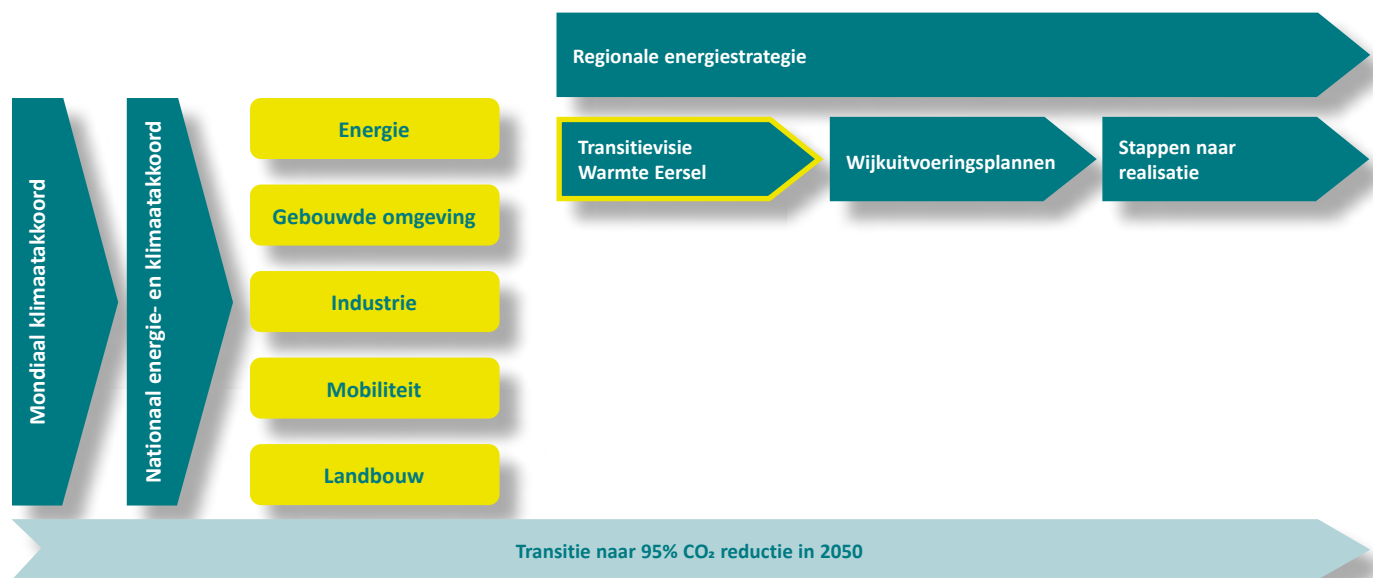 Mondiaal klimaatakkoord
Nationaal energie- en klimaatakkoord
Energie
Gebouwde omgeving
Industrie
Mobiliteit
Landbouw
Regionale energiestrategie
Transitievisie
Warmte Eersel
Wijkuitvoeringsplannen
Stappen naar
realisatie
Transitie naar 95% CO₂ reductie in 2050